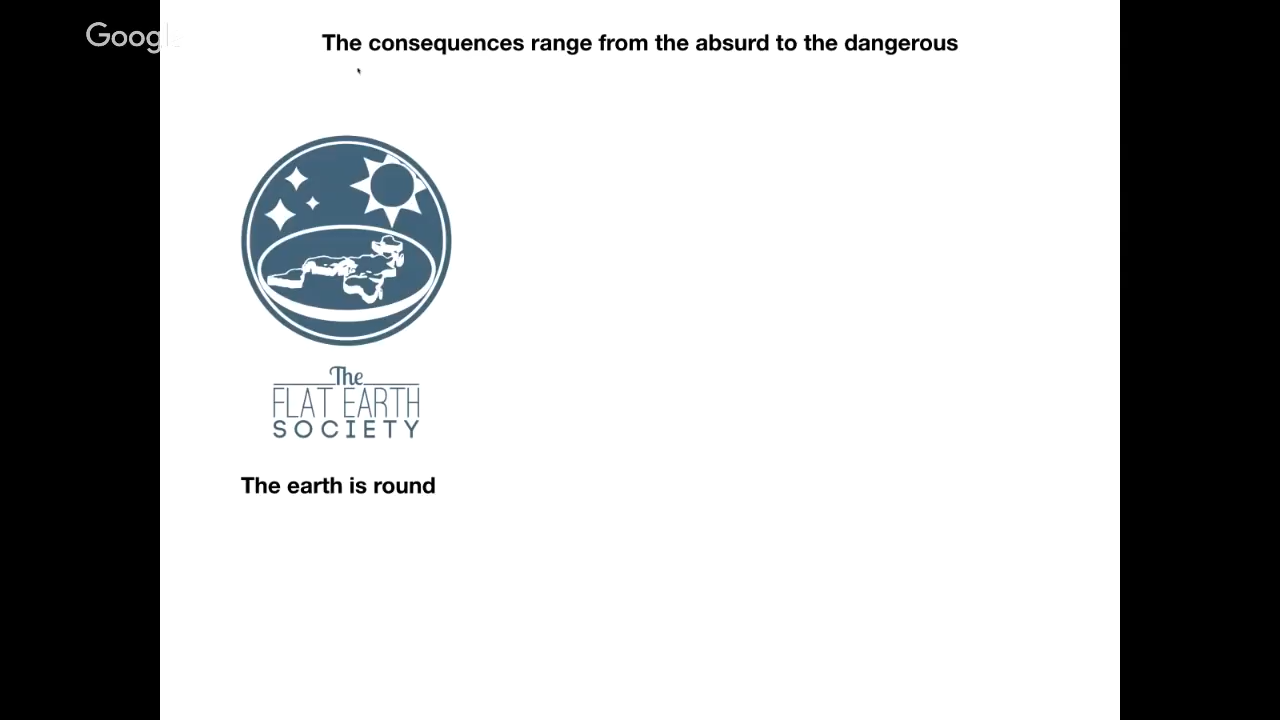 Google
The consequences range from the absurd to the dangerous
The
FLAT EARTH
SOCIETY
The earth is round